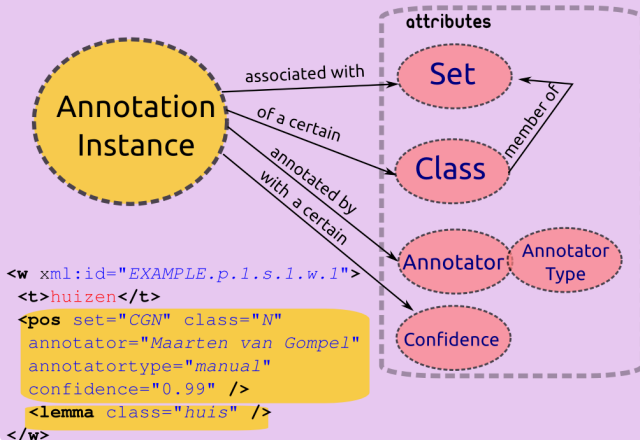 attributes
Annotation
Instance
associated with
of a certain
annotated by
with a certain
Set
member of
Class
Annotator
Annotator
Type
Confidence
<w xml:id="EXAMPLE.p.1.s.1.w.1">
<t>huizen</t>
<pos set="CGN" class="N"
annotator="Maarten van Gompel"
annotatortype="manual"
confidence="0.99" />
<lemma class="huis" />
</w>